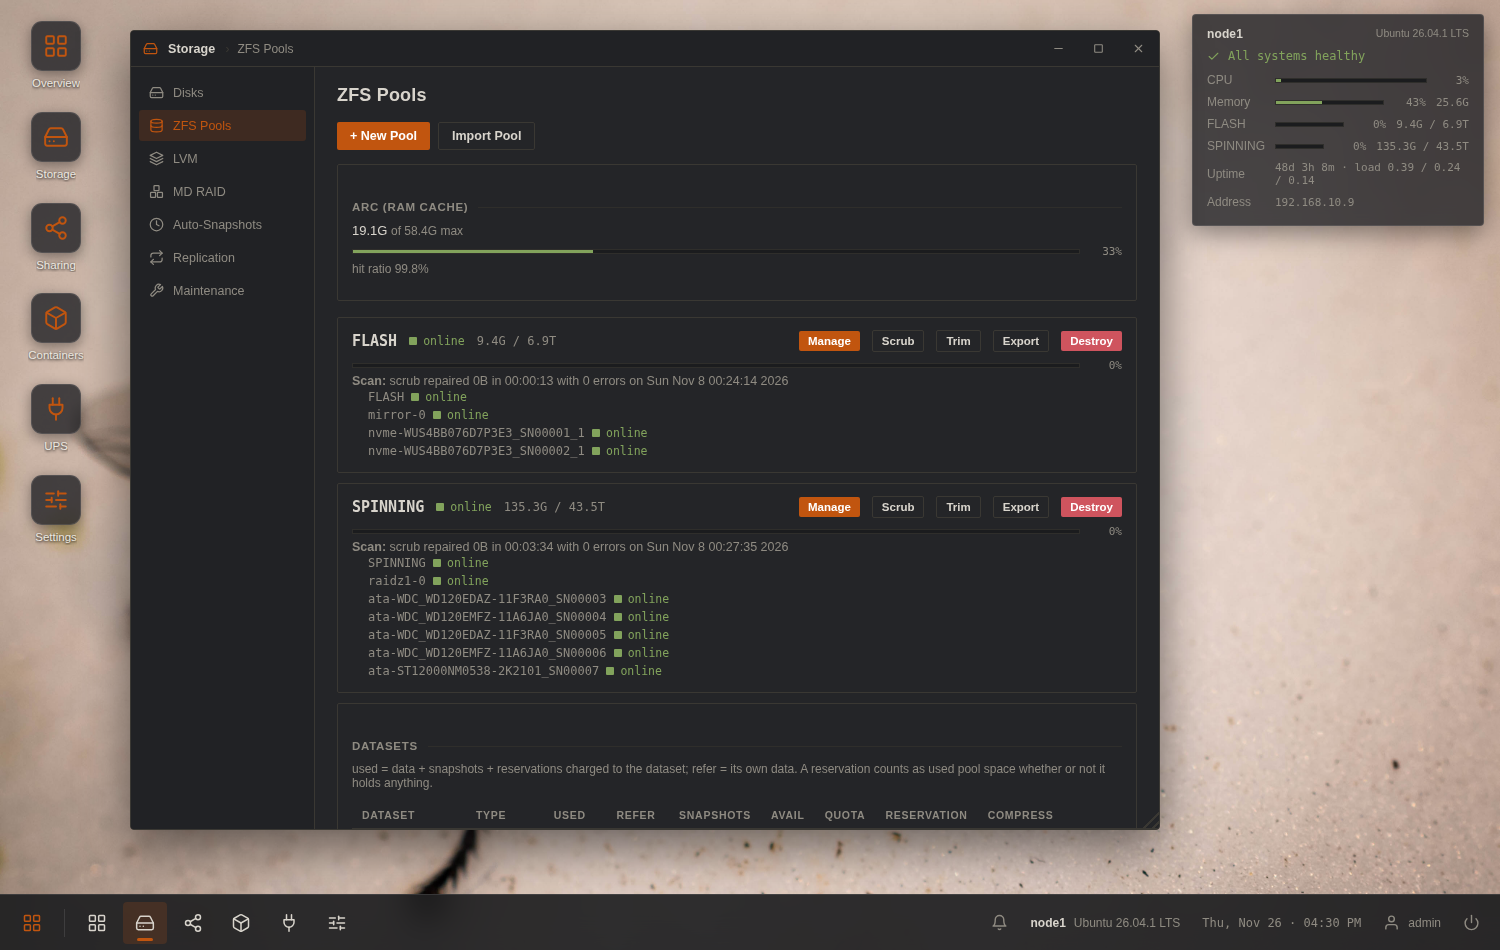 Overview
Storage
Sharing
Containers
UPS
Settings
Storage › ZFS Pools
Disks
ZFS Pools
LVM
MD RAID
Auto-Snapshots
Replication
Maintenance
ZFS Pools
+ New Pool Import Pool
ARC (RAM CACHE)
19.1G of 58.4G max
33%
hit ratio 99.8%
FLASH online 9.4G / 6.9T Manage Scrub Trim Export Destroy
0%
Scan: scrub repaired 0B in 00:00:13 with 0 errors on Sun Nov 8 00:24:14 2026
FLASH online
mirror-0 online
nvme-WUS4BB076D7P3E3_SN00001_1 online
nvme-WUS4BB076D7P3E3_SN00002_1 online
SPINNING online 135.3G / 43.5T Manage Scrub Trim Export Destroy
0%
Scan: scrub repaired 0B in 00:03:34 with 0 errors on Sun Nov 8 00:27:35 2026
SPINNING online
raidz1-0 online
ata-WDC_WD120EDAZ-11F3RA0_SN00003 online
ata-WDC_WD120EMFZ-11A6JA0_SN00004 online
ata-WDC_WD120EDAZ-11F3RA0_SN00005 online
ata-WDC_WD120EMFZ-11A6JA0_SN00006 online
ata-ST12000NM0538-2K2101_SN00007 online
DATASETS
used = data + snapshots + reservations charged to the dataset; refer = its own data. A reservation counts as used pool space whether or not it
holds anything.
DATASET TYPE USED REFER SNAPSHOTS AVAIL QUOTA RESERVATION COMPRESS
node1 Ubuntu 26.04.1 LTS
All systems healthy
CPU 3%
Memory 43% 25.6G
FLASH 0% 9.4G / 6.9T
SPINNING 0% 135.3G / 43.5T
Uptime 48d 3h 8m · load 0.39 / 0.24
/ 0.14
Address 192.168.10.9
node1 Ubuntu 26.04.1 LTS Thu, Nov 26 · 04:30 PM admin